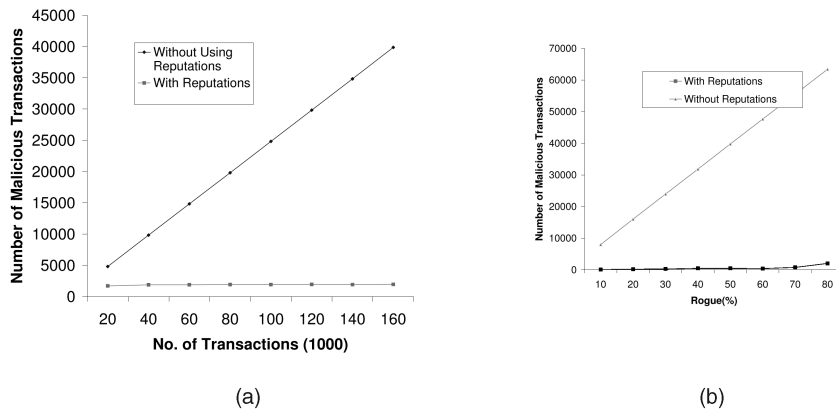 45000
40000
35000
30000
25000
20000
15000
10000
5000
0
Number of Malicious Transactions
Without Using
Reputations
With Reputations
20 40 60 80 100 120 140 160
No. of Transactions (1000)
(a)
70000
60000
50000
40000
30000
20000
10000
0
Number of Malicious Transactions
With Reputations
Without Reputations
10 20 30 40 50 60 70 80
Rogue(%)
(b)